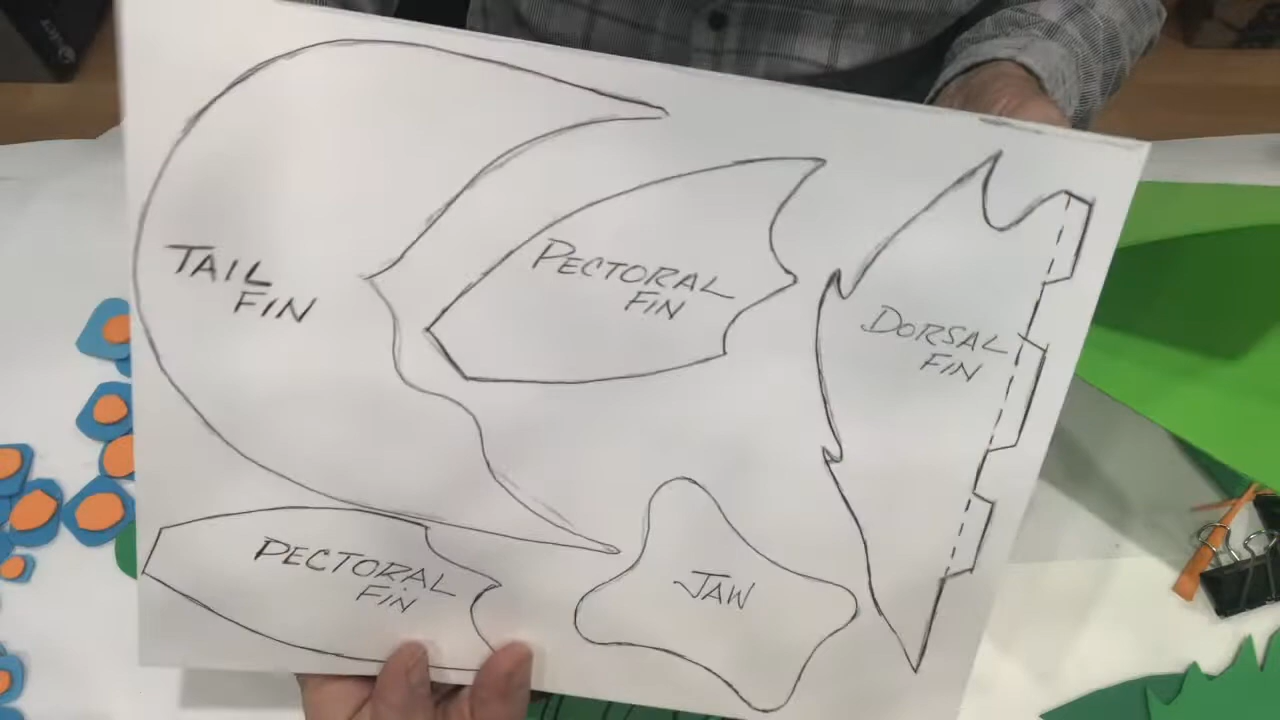 TAIL
FIN
PECTORAL
FIN
DORSAL
FIN
PECTORAL
FIN
JAW